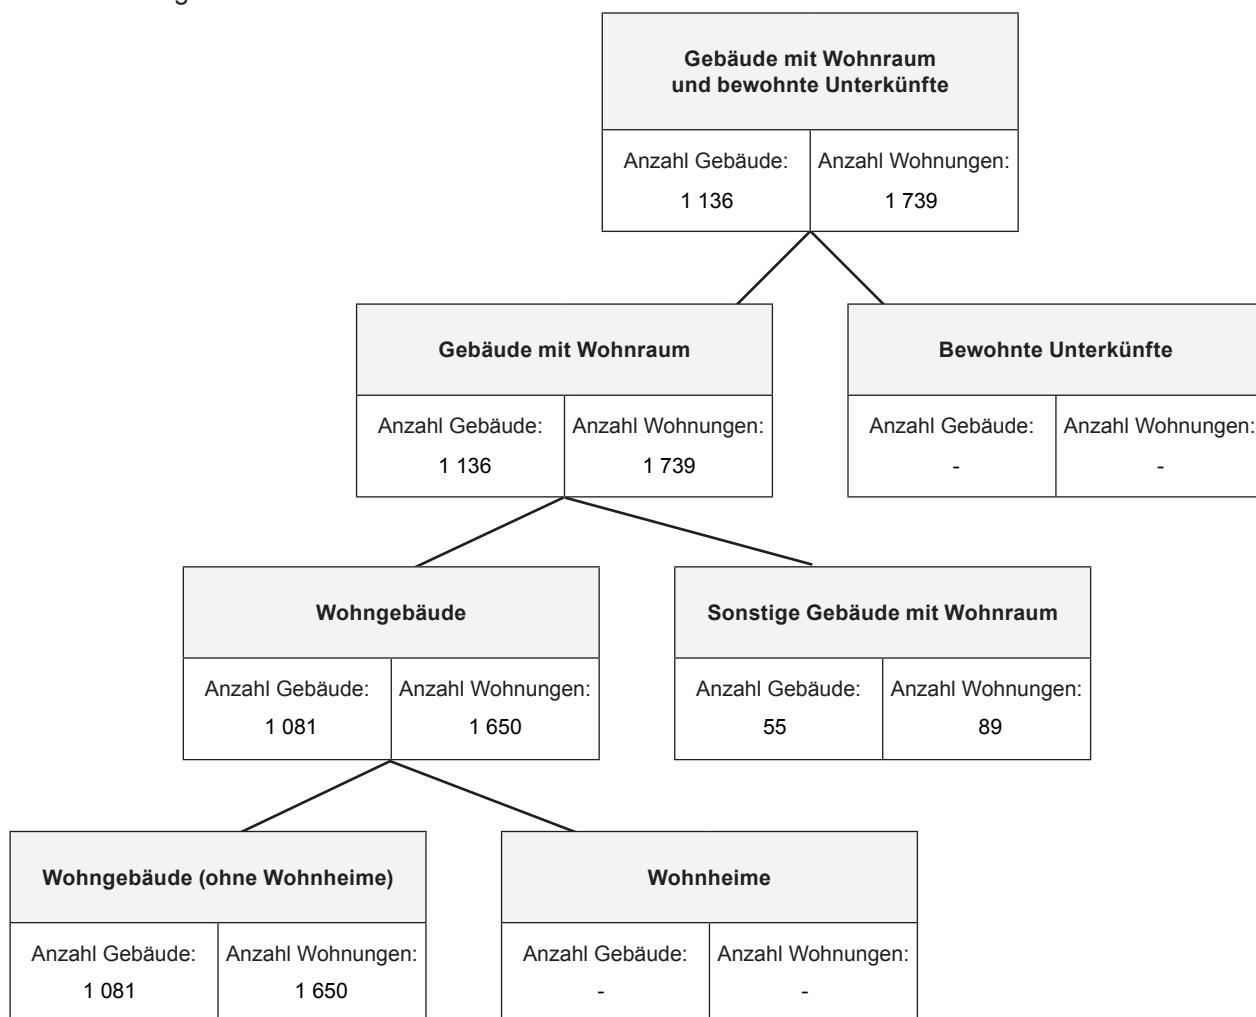 Gebäude mit Wohnraum
und bewohnte Unterkünfte
Anzahl Gebäude: Anzahl Wohnungen:
1 136 1 739
Gebäude mit Wohnraum Bewohnte Unterkünfte
Anzahl Gebäude: Anzahl Wohnungen: Anzahl Gebäude: Anzahl Wohnungen:
1 136 1 739 - -
Wohngebäude Sonstige Gebäude mit Wohnraum
Anzahl Gebäude: Anzahl Wohnungen: Anzahl Gebäude: Anzahl Wohnungen:
1 081 1 650 55 89
Wohngebäude (ohne Wohnheime) Wohnheime
Anzahl Gebäude: Anzahl Wohnungen: Anzahl Gebäude: Anzahl Wohnungen:
1 081 1 650 - -